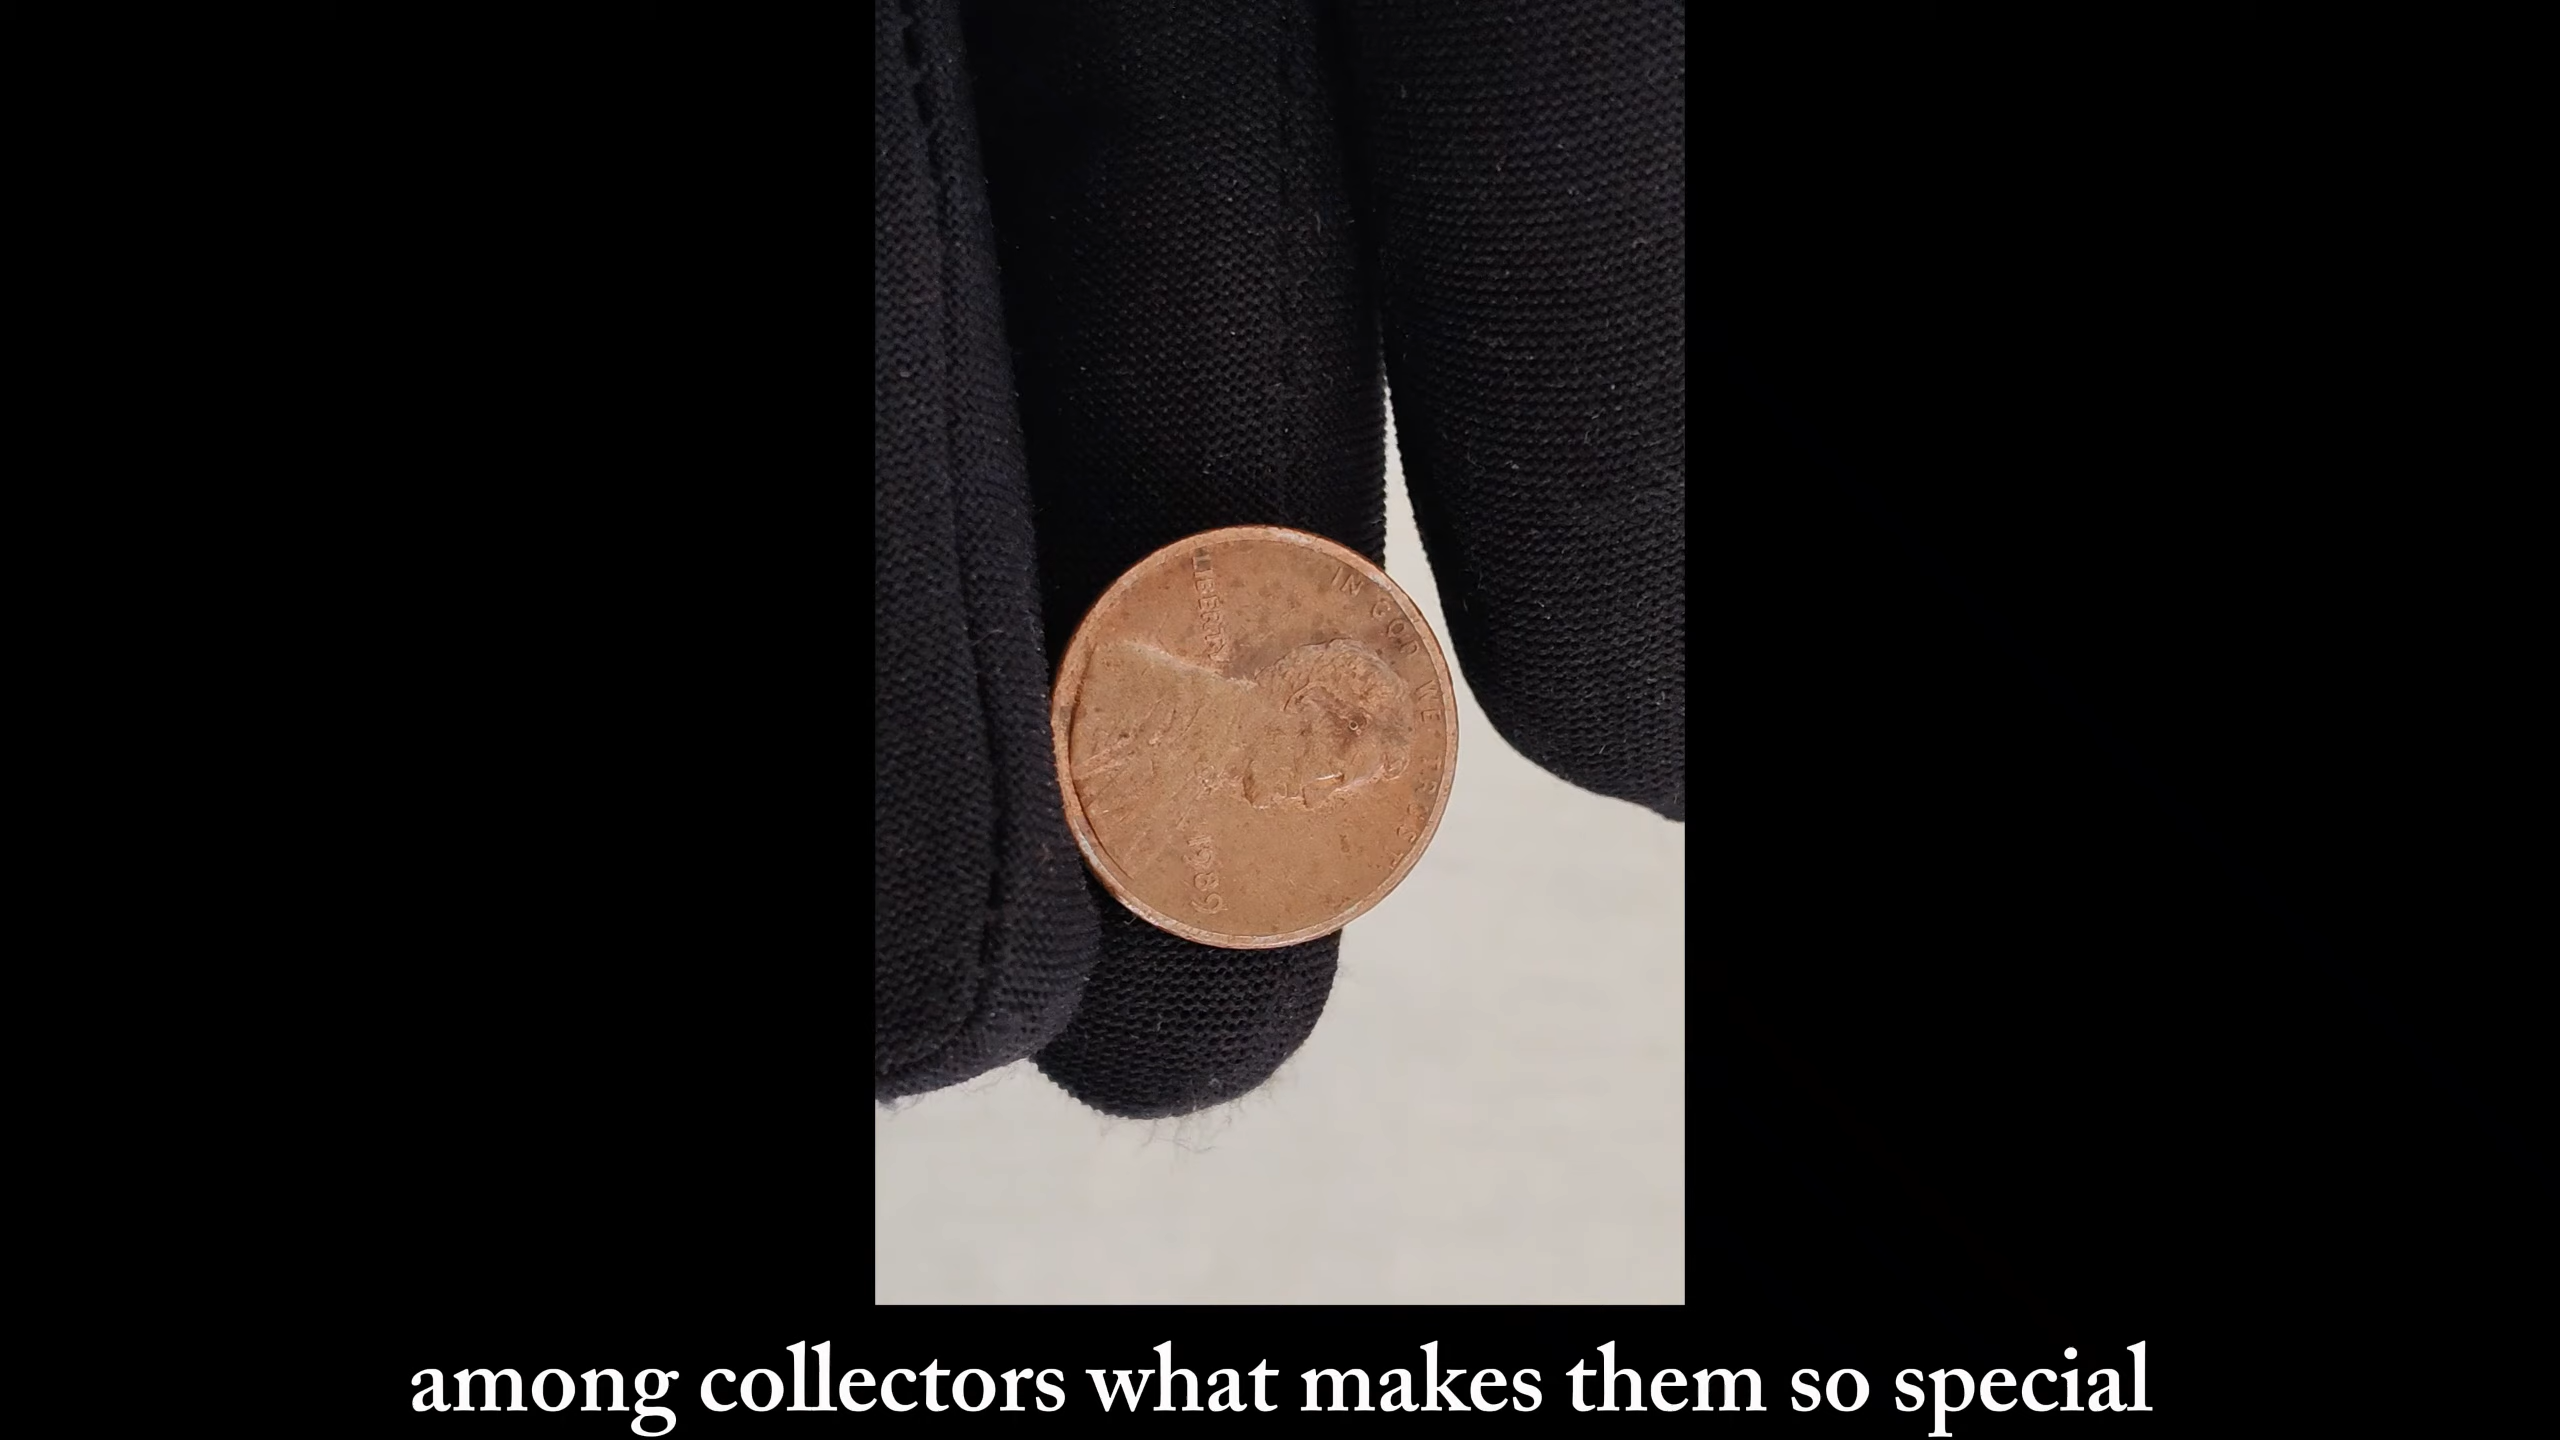 IN GOD WE TRUST
LIBERTY
1989
among collectors what makes them so special